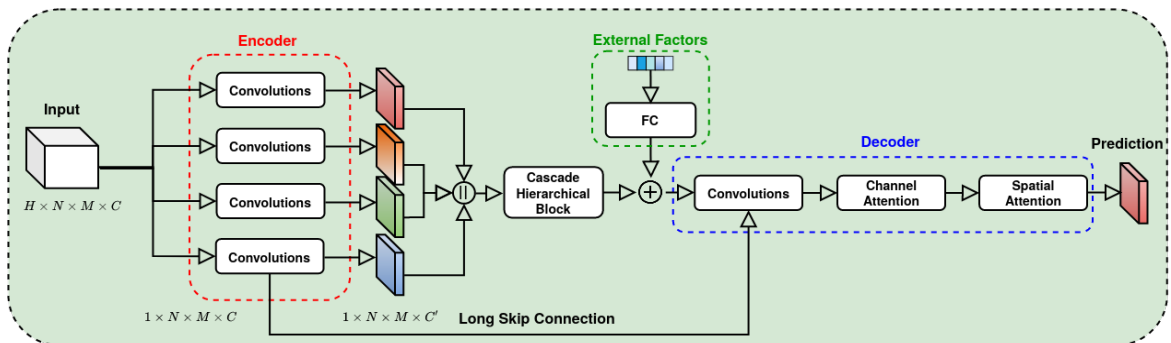 Encoder
External Factors
Input
Convolutions
FC
Convolutions
Decoder
Prediction
Cascade
Hierarchical
Block
||
+
Convolutions
Channel
Attention
Spatial
Attention
H × N × M × C
Convolutions
Convolutions
1 × N × M × C
1 × N × M × C′
Long Skip Connection